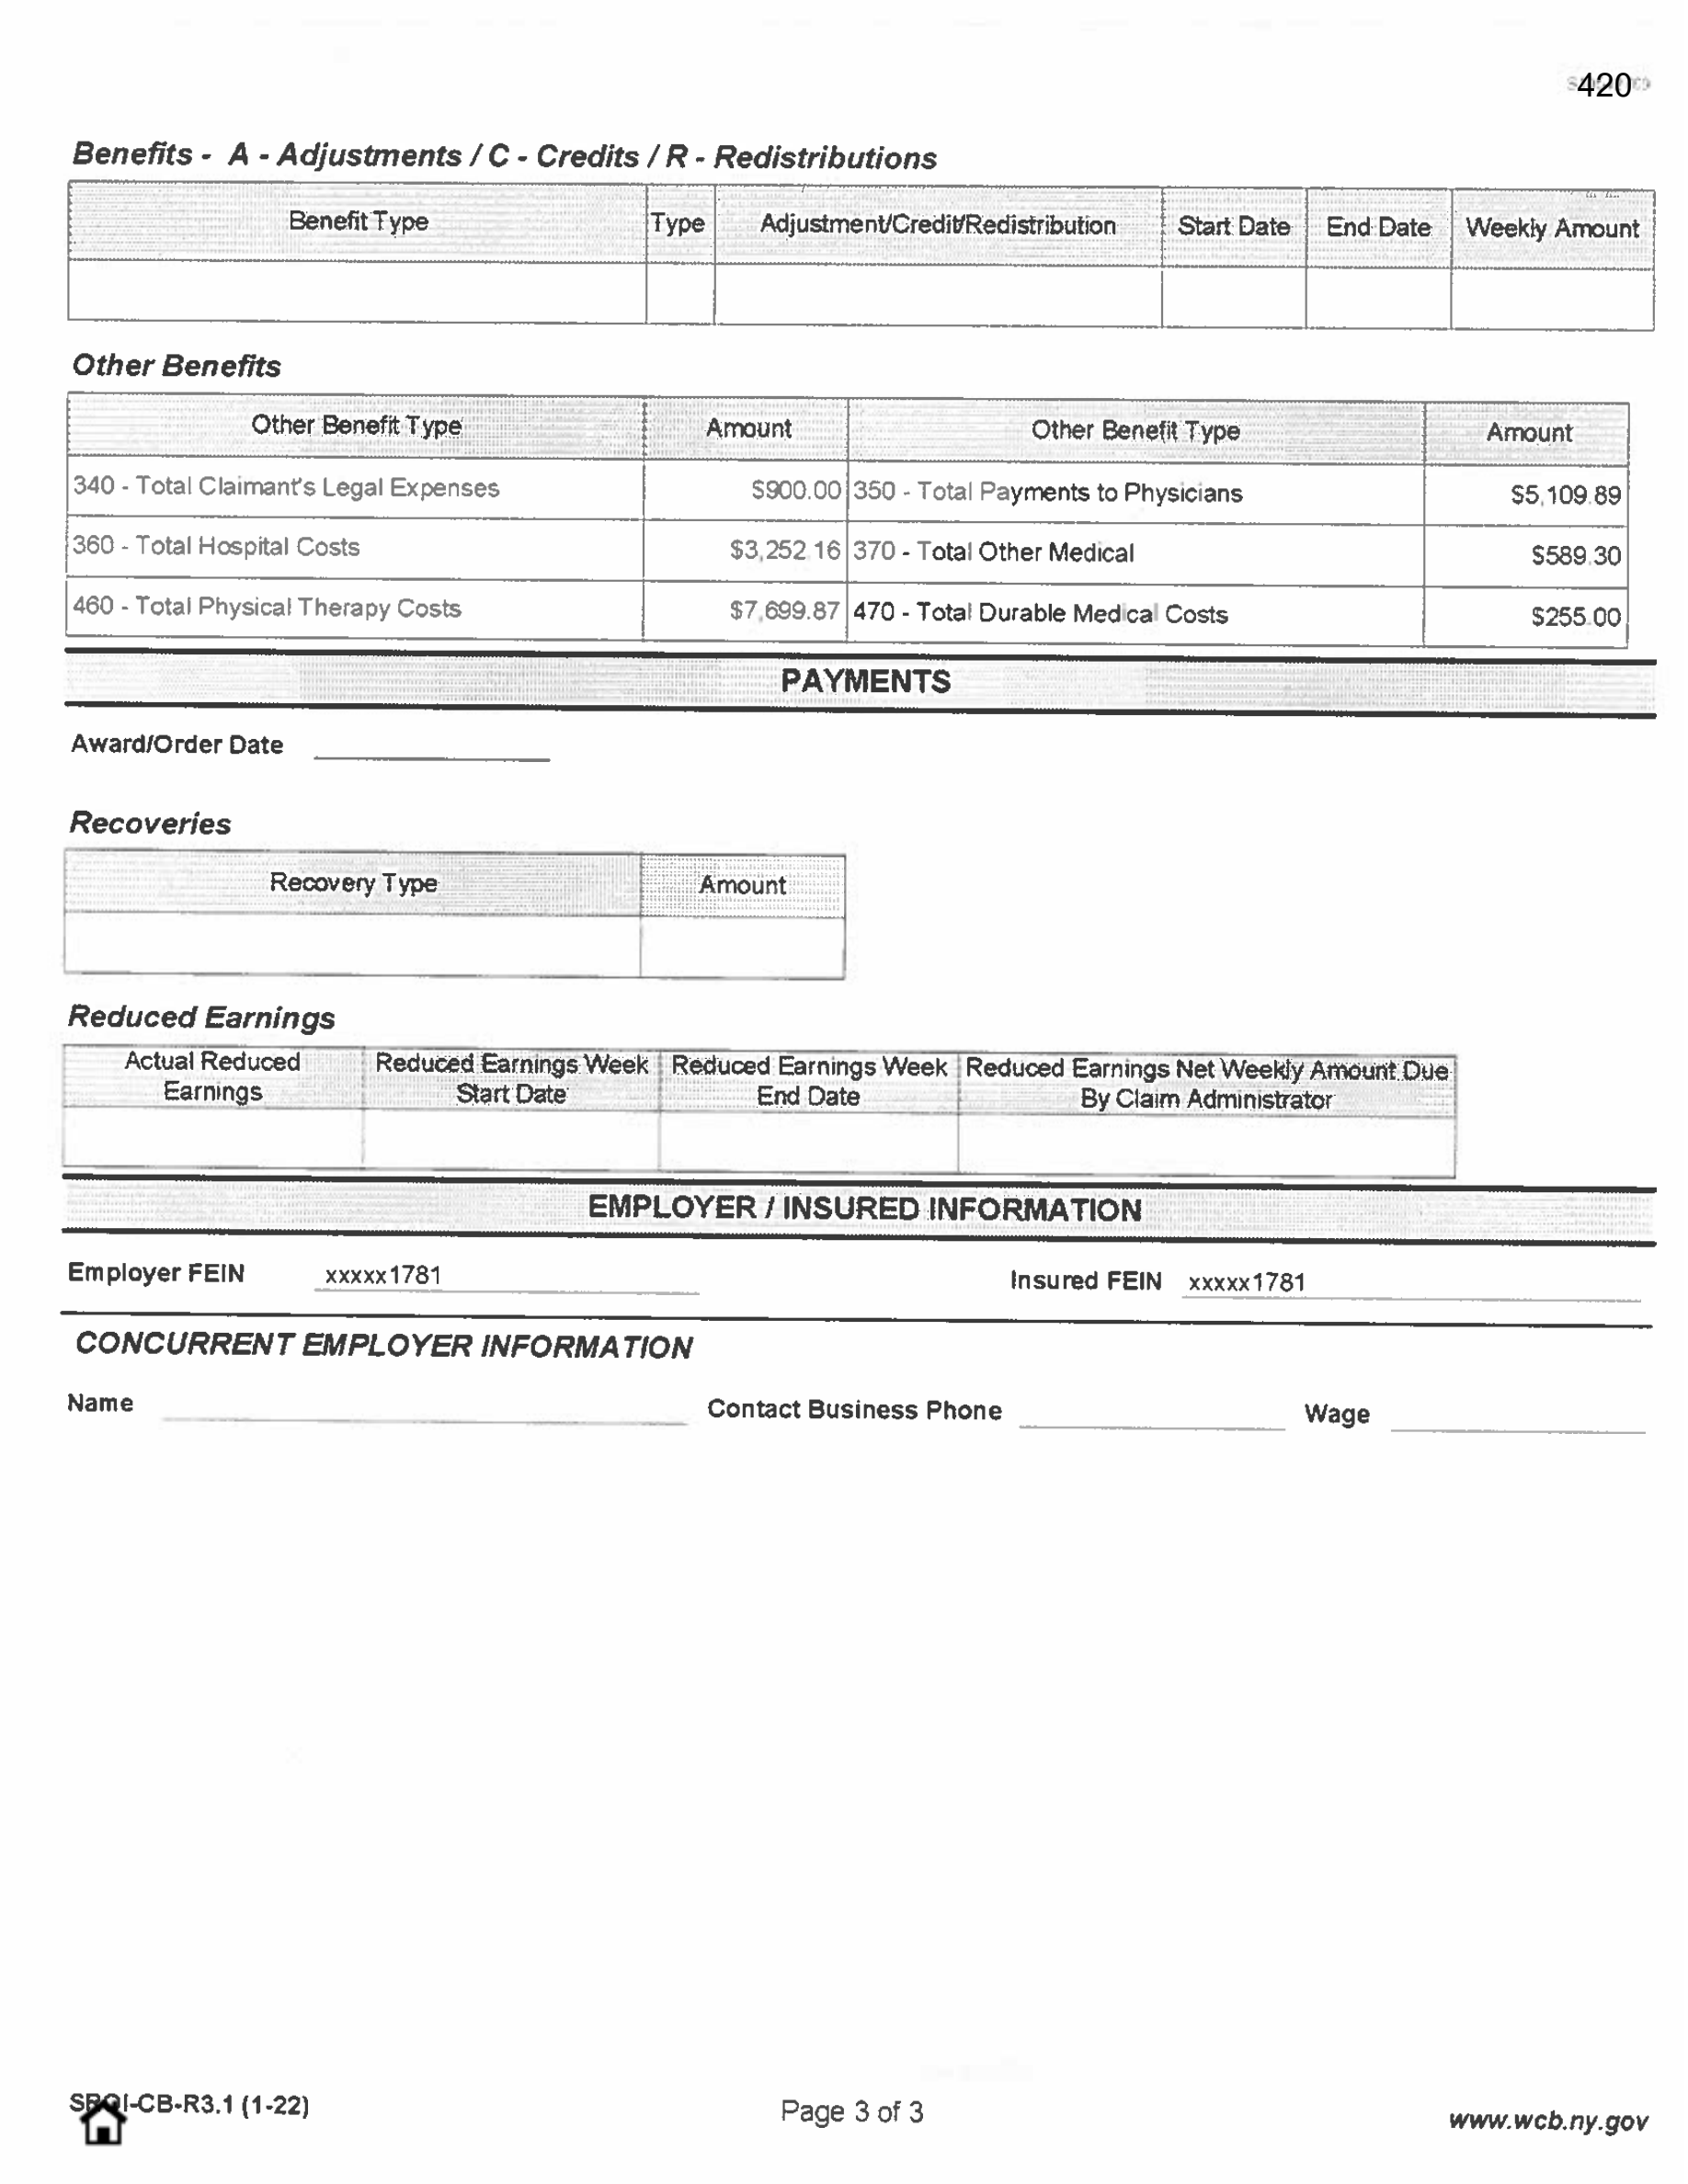 420
Benefits - A - Adjustments / C - Credits / R - Redistributions
Benefit Type Type Adjustment/Credit/Redistribution Start Date End Date Weekly Amount
Other Benefits
Other Benefit Type Amount Other Benefit Type Amount
340 - Total Claimant's Legal Expenses $900.00 350 - Total Payments to Physicians $5,109.89
360 - Total Hospital Costs $3,252.16 370 - Total Other Medical $589.30
460 - Total Physical Therapy Costs $7,699.87 470 - Total Durable Medical Costs $255.00
PAYMENTS
Award/Order Date
Recoveries
Recovery Type Amount
Reduced Earnings
Actual Reduced Reduced Earnings Week Reduced Earnings Week Reduced Earnings Net Weekly Amount Due
Earnings Start Date End Date By Claim Administrator
EMPLOYER / INSURED INFORMATION
Employer FEIN xxxxx1781 Insured FEIN xxxxx1781
CONCURRENT EMPLOYER INFORMATION
Name Contact Business Phone Wage
SROI-CB-R3.1 (1-22) Page 3 of 3 www.wcb.ny.gov